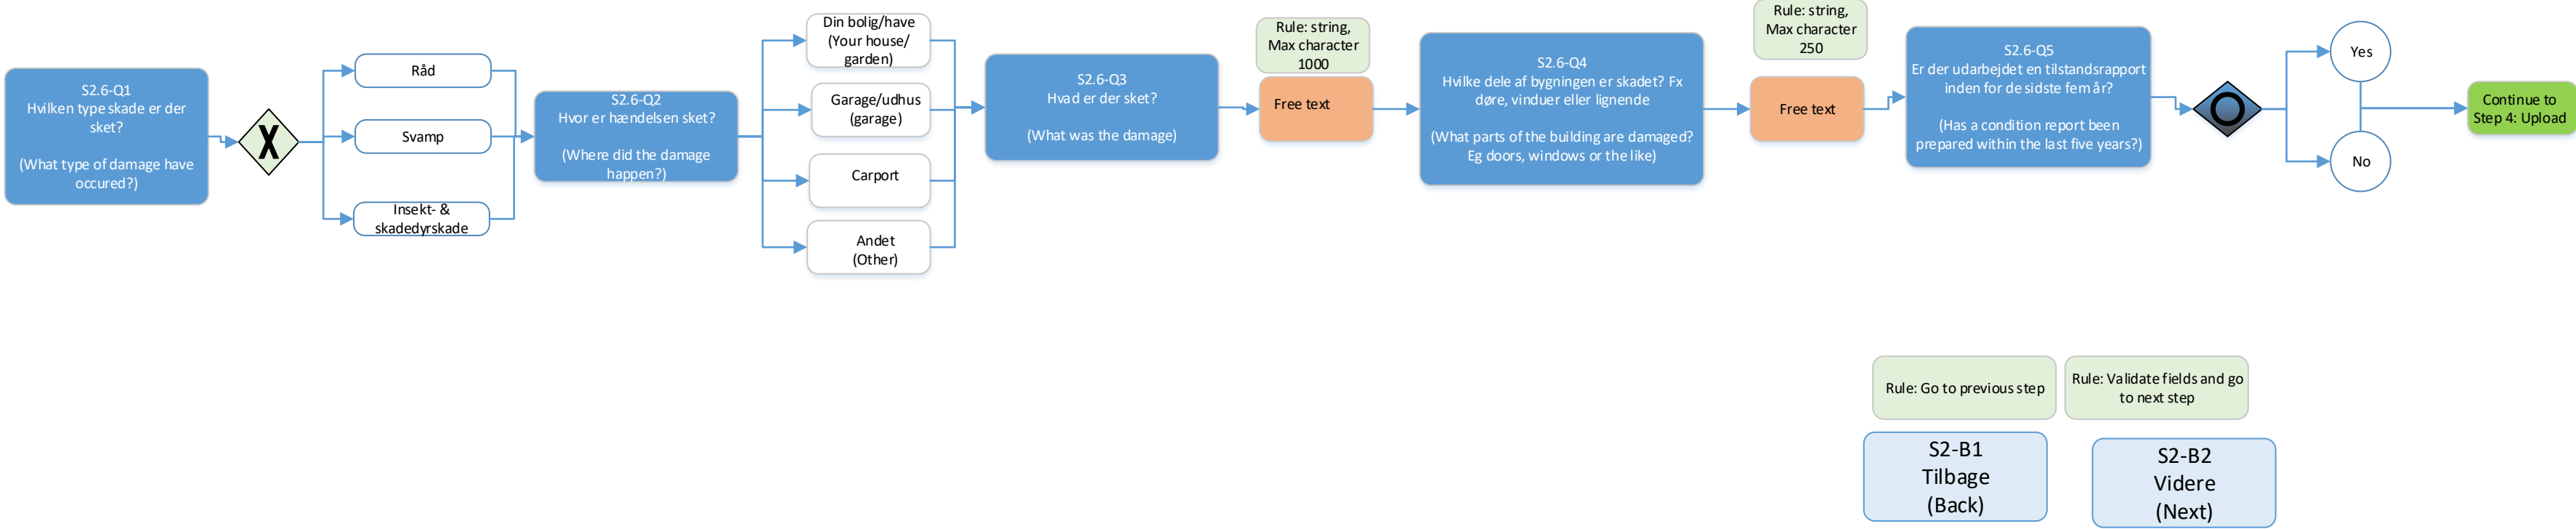 S2.6-Q1
Hvilken type skade er der
sket?
(What type of damage have
occured?)
X
Råd
Svamp
Insekt- &
skadedyrskade
S2.6-Q2
Hvor er hændelsen sket?
(Where did the damage
happen?)
Din bolig/have
(Your house/
garden)
Garage/udhus
(garage)
Carport
Andet
(Other)
S2.6-Q3
Hvad er der sket?
(What was the damage)
Rule: string,
Max character
1000
Free text
S2.6-Q4
Hvilke dele af bygningen er skadet? Fx
døre, vinduer eller lignende
(What parts of the building are damaged?
Eg doors, windows or the like)
Rule: string,
Max character
250
Free text
S2.6-Q5
Er der udarbejdet en tilstandsrapport
inden for de sidste fem år?
(Has a condition report been
prepared within the last five years?)
Yes
No
Continue to
Step 4: Upload
Rule: Go to previous step
Rule: Validate fields and go
to next step
S2-B1
Tilbage
(Back)
S2-B2
Videre
(Next)